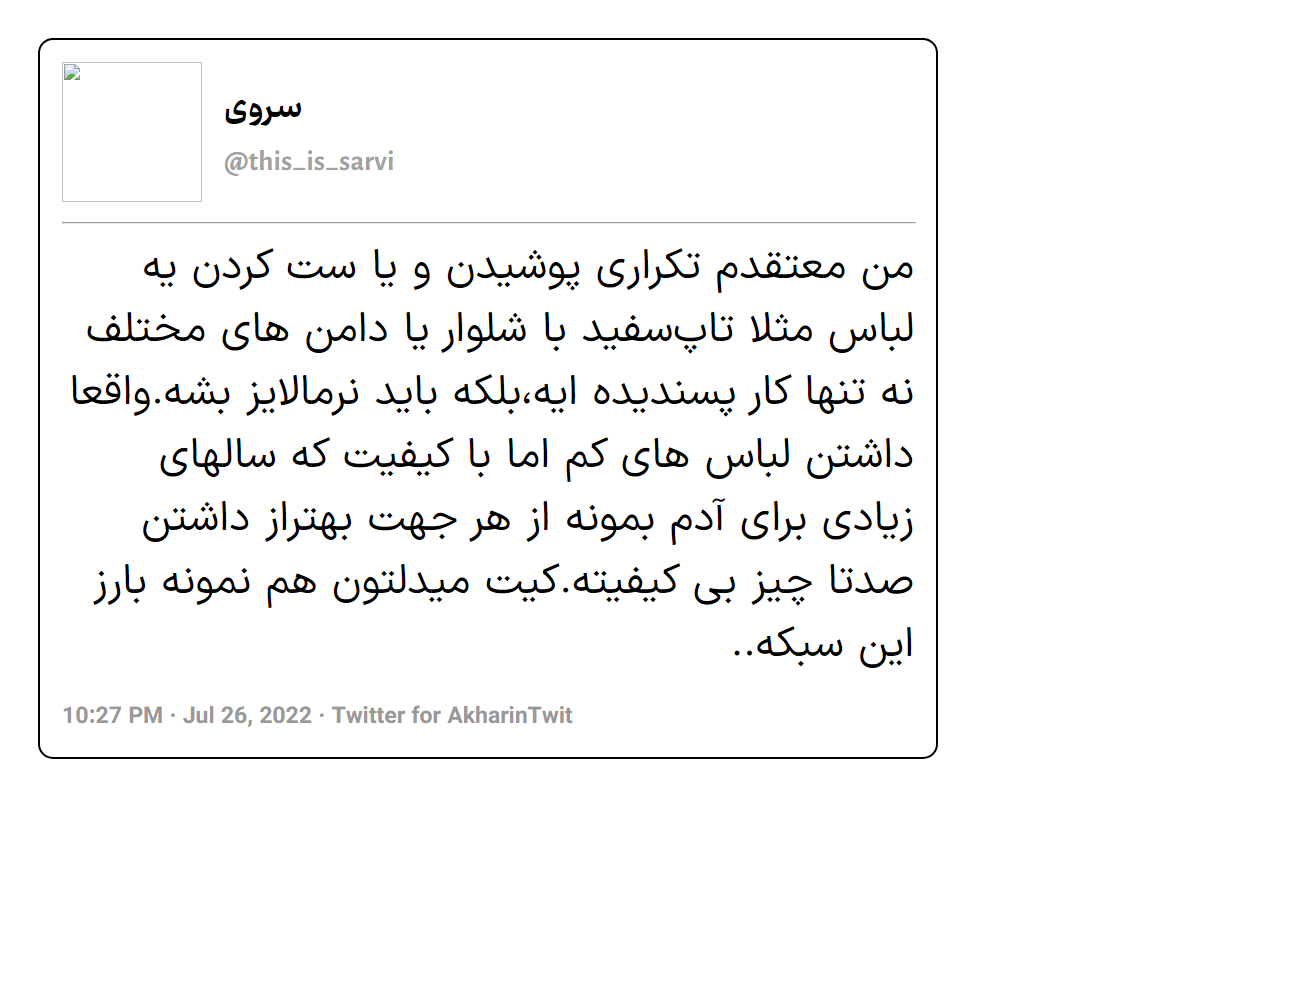 سروی
@this_is_sarvi
من معتقدم تکراری پوشیدن و یا ست کردن یه
لباس مثلا تاپ‌سفید با شلوار یا دامن های مختلف
نه تنها کار پسندیده ایه،بلکه باید نرمالایز بشه.واقعا
داشتن لباس های کم اما با کیفیت که سالهای
زیادی برای آدم بمونه از هر جهت بهتراز داشتن
صدتا چیز بی کیفیته.کیت میدلتون هم نمونه بارز
این سبکه..
10:27 PM · Jul 26, 2022 · Twitter for AkharinTwit